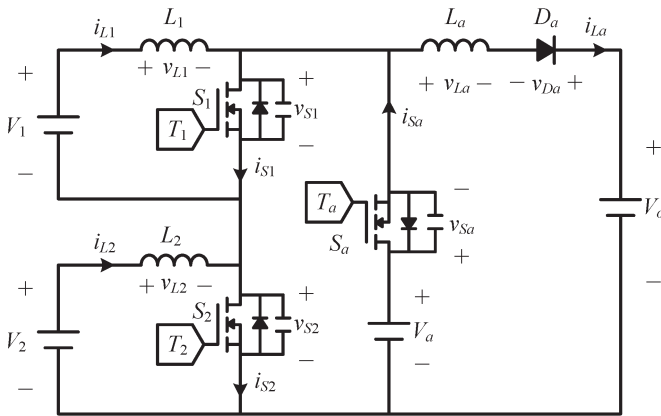 i_{L1} L_1 L_a D_a i_{La}
+ v_{L1} − + v_{La} − − v_{Da} +
+ S_1 + v_{S1} −
V_1 T_1 i_{Sa}
− i_{S1}
T_a − v_{Sa} +
S_a
+ V_o −
i_{L2} L_2
+ v_{L2} −
+ S_2 + v_{S2} −
V_2 T_2 + V_a −
− i_{S2}